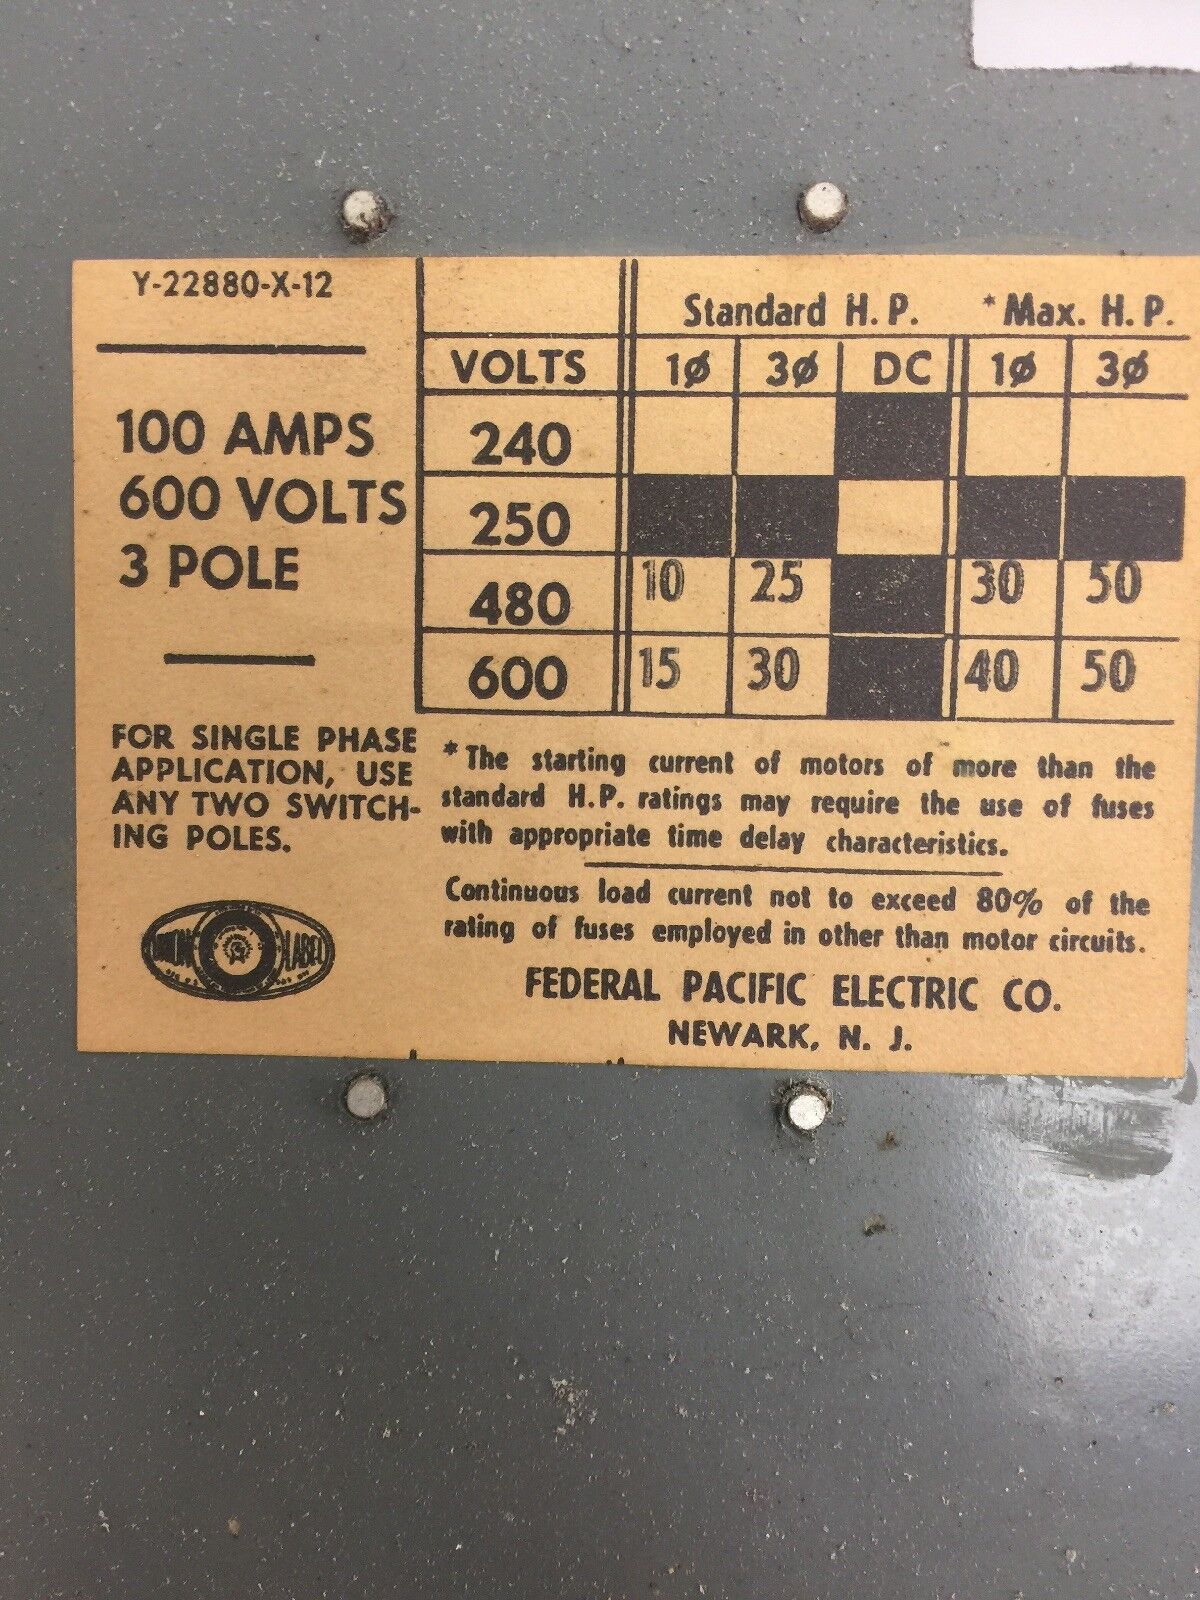 Y-22880-X-12
100 AMPS
600 VOLTS
3 POLE
FOR SINGLE PHASE
APPLICATION, USE
ANY TWO SWITCH-
ING POLES.
UNION LABEL
Standard H. P. *Max. H. P.
VOLTS 1ø 3ø DC 1ø 3ø
240
250
480 10 25 30 50
600 15 30 40 50
*The starting current of motors of more than the
standard H.P. ratings may require the use of fuses
with appropriate time delay characteristics.
Continuous load current not to exceed 80% of the
rating of fuses employed in other than motor circuits.
FEDERAL PACIFIC ELECTRIC CO.
NEWARK, N. J.